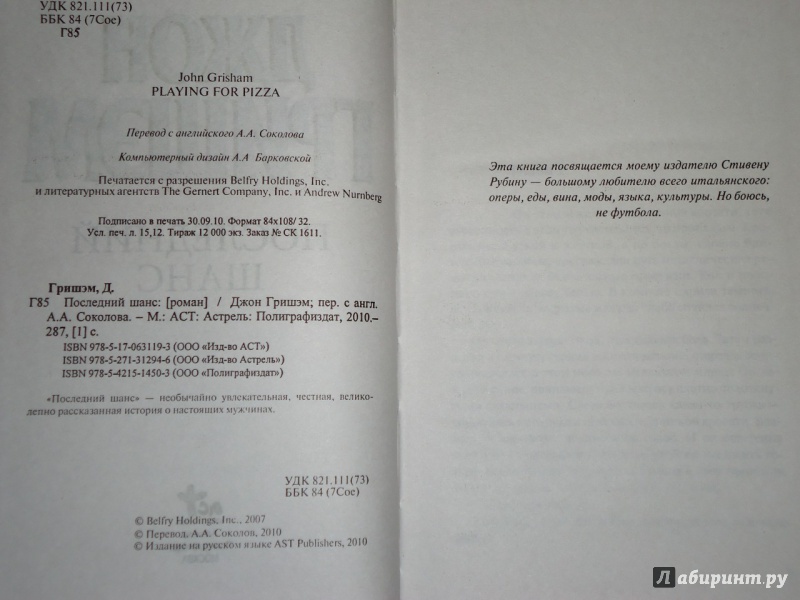 УДК 821.111(73)
ББК 84 (7Сое)
Г85
John Grisham
PLAYING FOR PIZZA
Перевод с английского А.А. Соколова
Компьютерный дизайн А.А Барковской
Печатается с разрешения Belfry Holdings, Inc.
и литературных агентств The Gernert Company, Inc. и Andrew Nurnberg
Подписано в печать 30.09.10. Формат 84x108/ 32.
Усл. печ. л. 15,12. Тираж 12 000 экз. Заказ № СК 1611.
Гришэм, Д.
Г85 Последний шанс: [роман] / Джон Гришэм; пер. с англ.
А.А. Соколова. – М.: АСТ: Астрель: Полиграфиздат, 2010.–
287, [1] с.
ISBN 978-5-17-063119-3 (ООО «Изд-во АСТ»)
ISBN 978-5-271-31294-6 (ООО «Изд-во Астрель»)
ISBN 978-5-4215-1450-3 (ООО «Полиграфиздат»)
«Последний шанс» — необычайно увлекательная, честная, велико-
лепно рассказанная история о настоящих мужчинах.
УДК 821.111(73)
ББК 84 (7Сое)
© Belfry Holdings, Inc., 2007
© Перевод. А.А. Соколов, 2010
© Издание на русском языке AST Publishers, 2010
Эта книга посвящается моему издателю Стивену
Рубину — большому любителю всего итальянского:
оперы, еды, вина, моды, языка, культуры. Но боюсь,
не футбола.
Лабиринт.ру